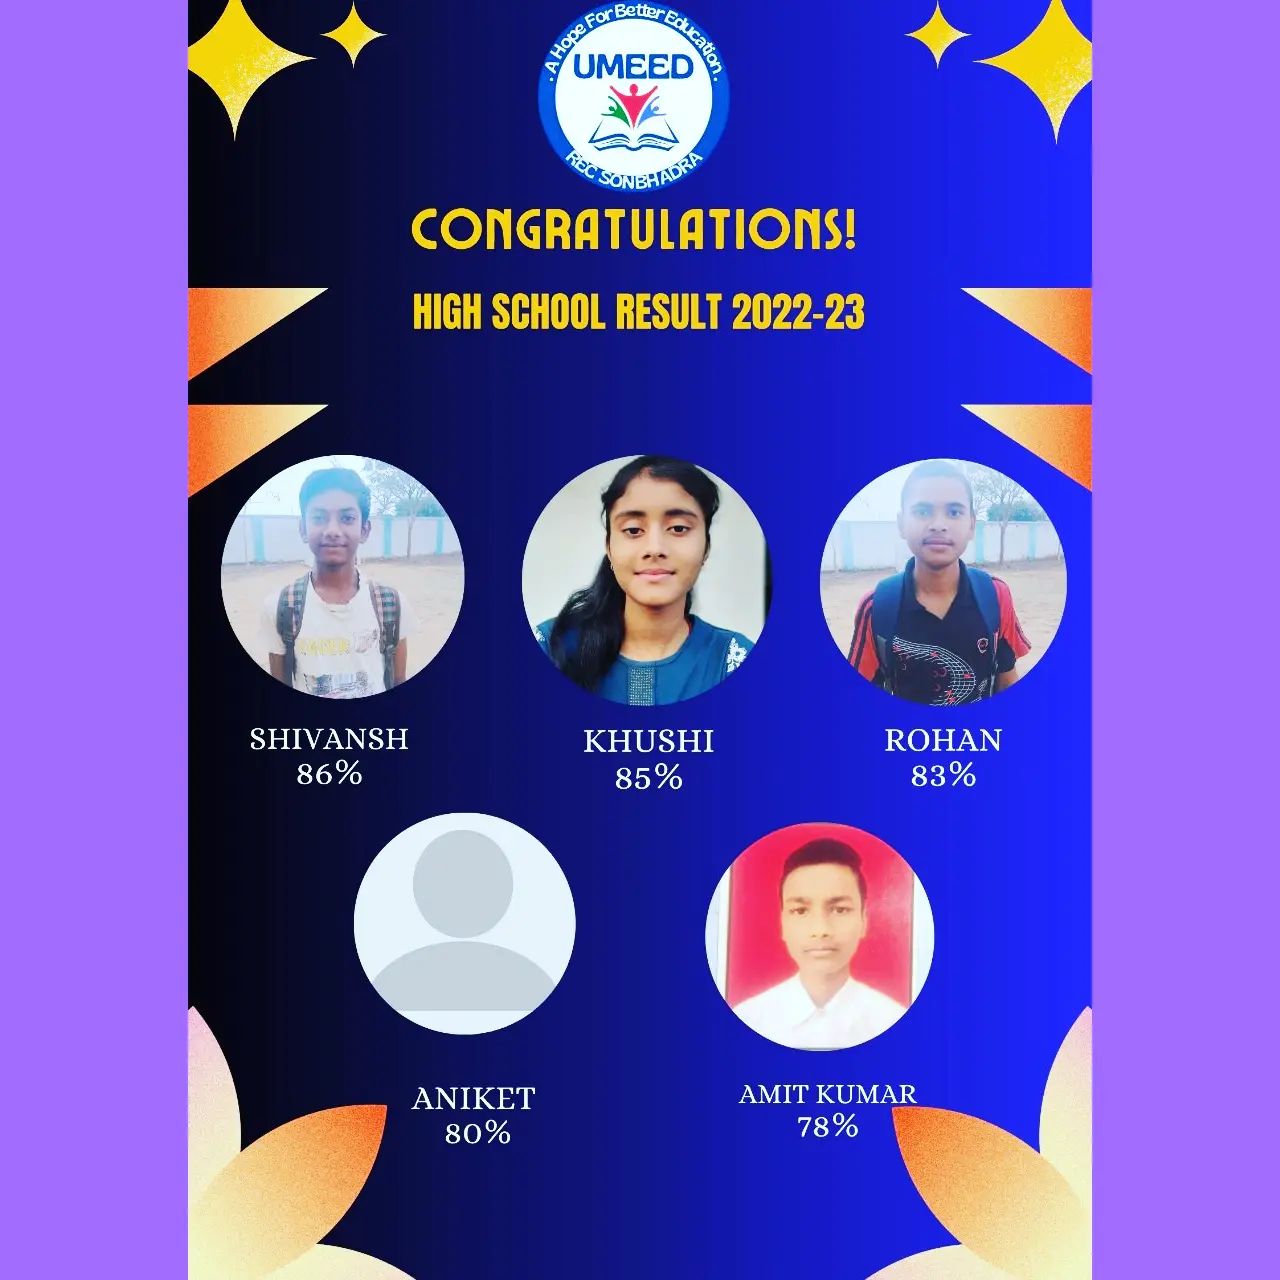 . A Hope For Better Education .
UMEED
REC SONBHADRA
CONGRATULATIONS!
HIGH SCHOOL RESULT 2022-23
SHIVANSH
86%
KHUSHI
85%
ROHAN
83%
ANIKET
80%
AMIT KUMAR
78%